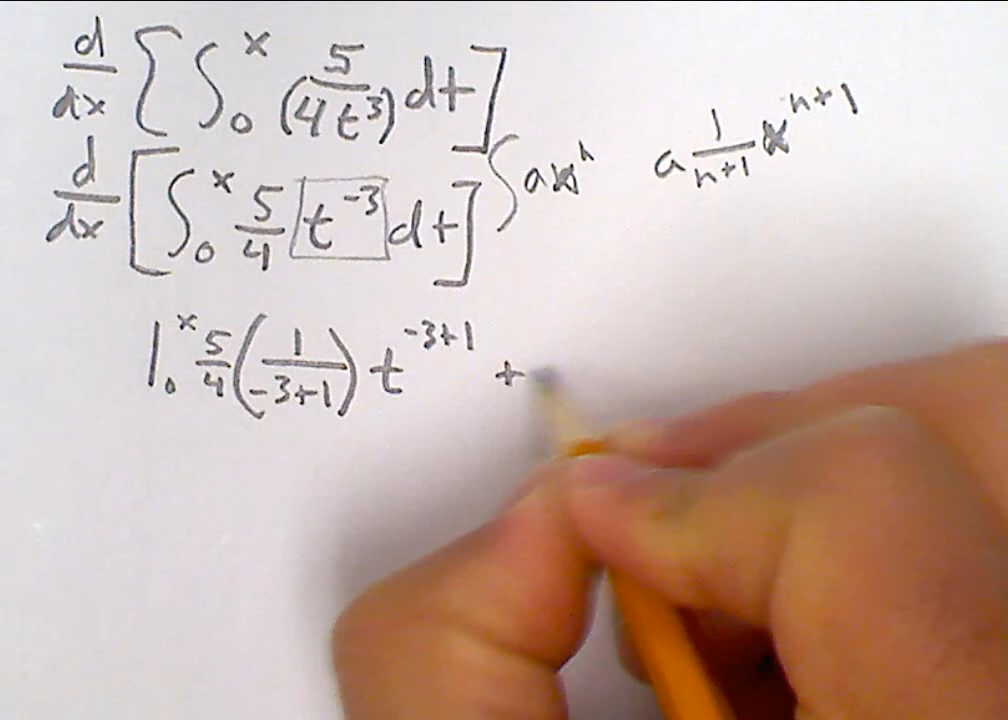 d/dx [∫₀ˣ (5/(4t³)) dt]
d/dx [∫₀ˣ 5/4 t⁻³ dt] ∫axⁿ a 1/(n+1) xⁿ⁺¹
|₀ˣ 5/4 (1/(-3+1)) t⁻³⁺¹ +